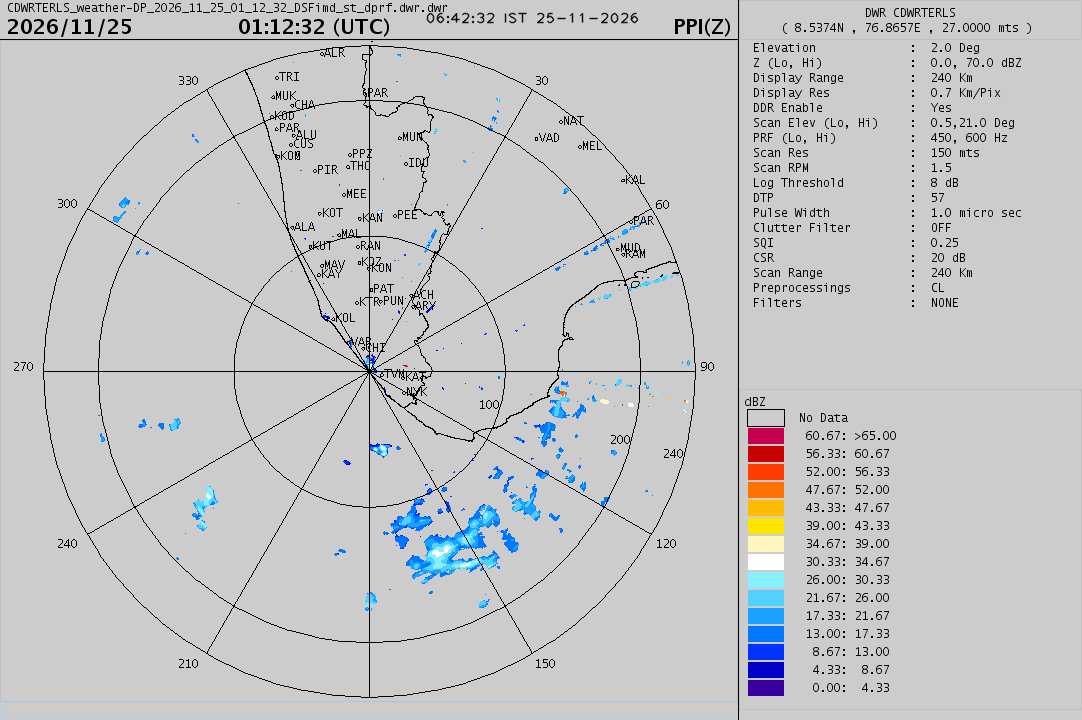 CDWRTERLS_weather-DP_2026_11_25_01_12_32_DSFimd_st_dprf.dwr.dwr
2026/11/25 01:12:32 (UTC) 06:42:32 IST 25-11-2026 PPI(Z)
DWR CDWRTERLS
( 8.5374N , 76.8657E , 27.0000 mts )
Elevation : 2.0 Deg
Z (Lo, Hi) : 0.0, 70.0 dBZ
Display Range : 240 Km
Display Res : 0.7 Km/Pix
DDR Enable : Yes
Scan Elev (Lo, Hi) : 0.5,21.0 Deg
PRF (Lo, Hi) : 450, 600 Hz
Scan Res : 150 mts
Scan RPM : 1.5
Log Threshold : 8 dB
DTP : 57
Pulse Width : 1.0 micro sec
Clutter Filter : OFF
SQI : 0.25
CSR : 20 dB
Scan Range : 240 Km
Preprocessings : CL
Filters : NONE
ALR
TRI
330
30
MUK
PAR
CHA
KOD
NAT
PAR
ALU
MUN
VAD
CUS
MEL
KOM
PPZ
THO
IDU
PIR
KAL
MEE
300
60
KOT
KAN
PEE
PAR
ALA
MAL
KUT
RAN
MUD
RAM
MAV
KOZ
KAY
KON
PAT
ACH
KTR
PUN
ARY
KOL
VAR
CHI
270
90
TVM
KAT
NYK
100
200
240
240
120
210
150
dBZ
No Data
60.67: >65.00
56.33: 60.67
52.00: 56.33
47.67: 52.00
43.33: 47.67
39.00: 43.33
34.67: 39.00
30.33: 34.67
26.00: 30.33
21.67: 26.00
17.33: 21.67
13.00: 17.33
8.67: 13.00
4.33: 8.67
0.00: 4.33